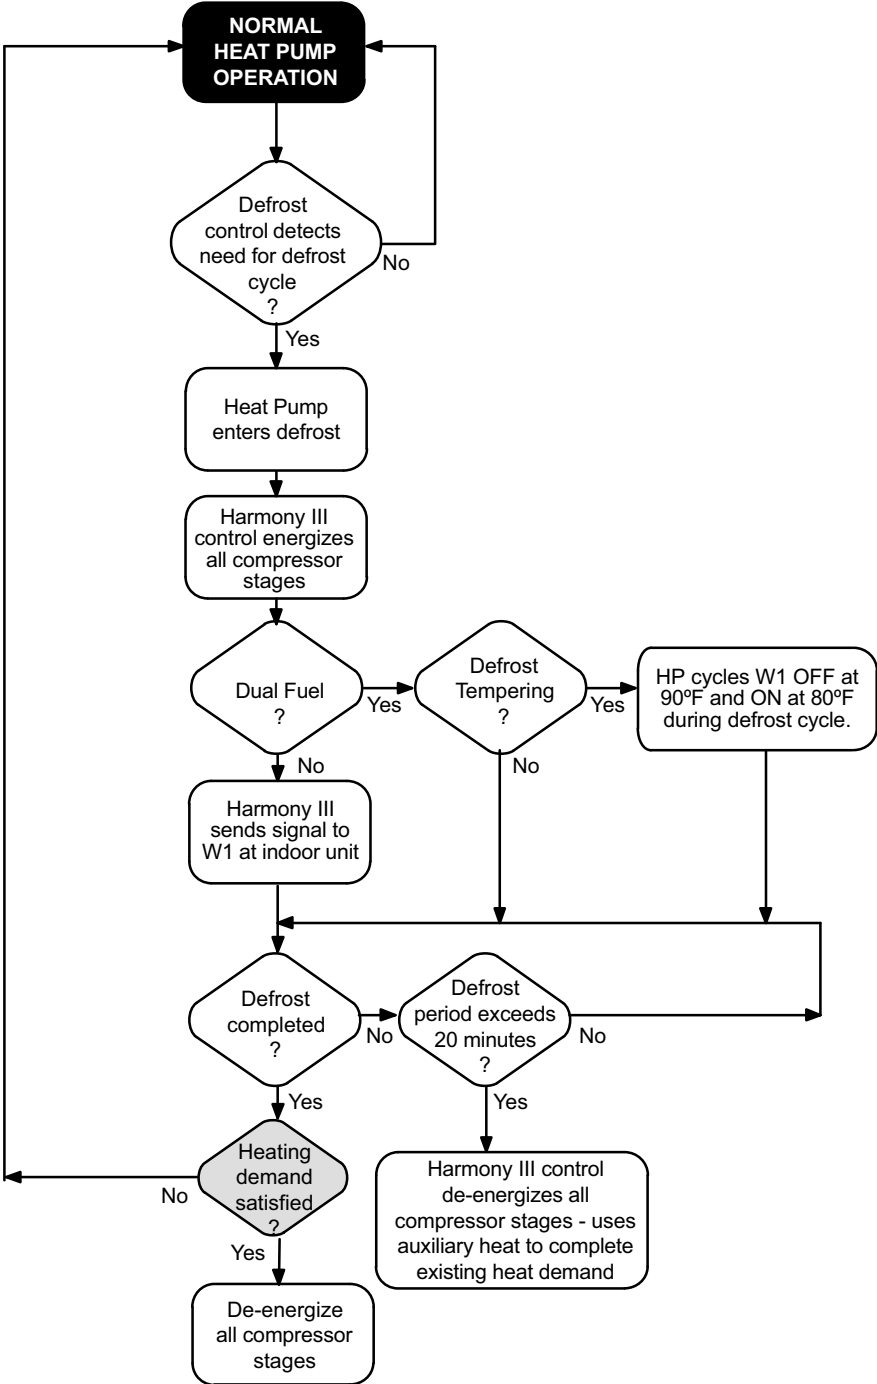 NORMAL
HEAT PUMP
OPERATION
Defrost
control detects
need for defrost
cycle
?
No
Yes
Heat Pump
enters defrost
Harmony III
control energizes
all compressor
stages
Dual Fuel
?
Yes
Defrost
Tempering
?
Yes
HP cycles W1 OFF at
90ºF and ON at 80ºF
during defrost cycle.
No
No
Harmony III
sends signal to
W1 at indoor unit
Defrost
completed
?
No
Defrost
period exceeds
20 minutes
?
No
Yes
Yes
Heating
demand
satisfied
?
No
Yes
Harmony III control
de-energizes all
compressor stages - uses
auxiliary heat to complete
existing heat demand
De-energize
all compressor
stages